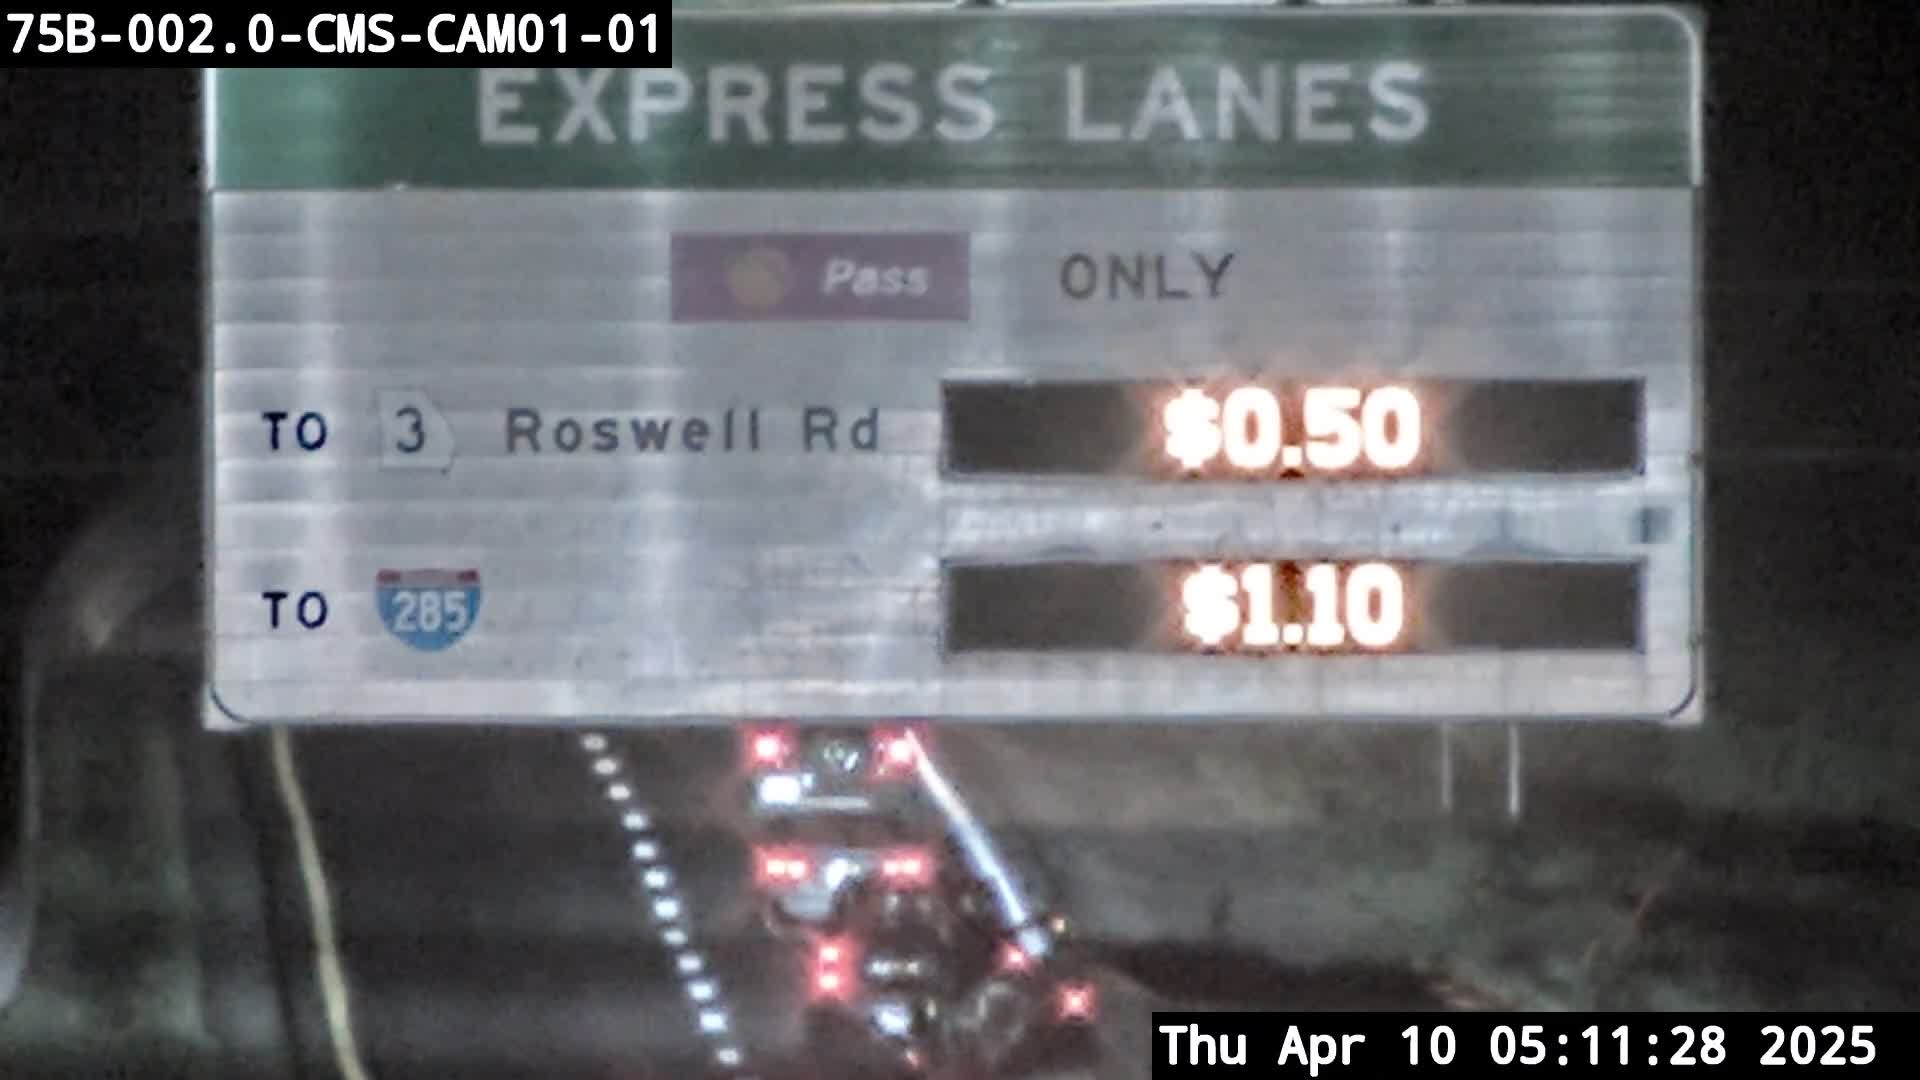 75B-002.0-CMS-CAM01-01
EXPRESS LANES
Pass ONLY
TO 3 Roswell Rd $0.50
TO 285 $1.10
Thu Apr 10 05:11:28 2025